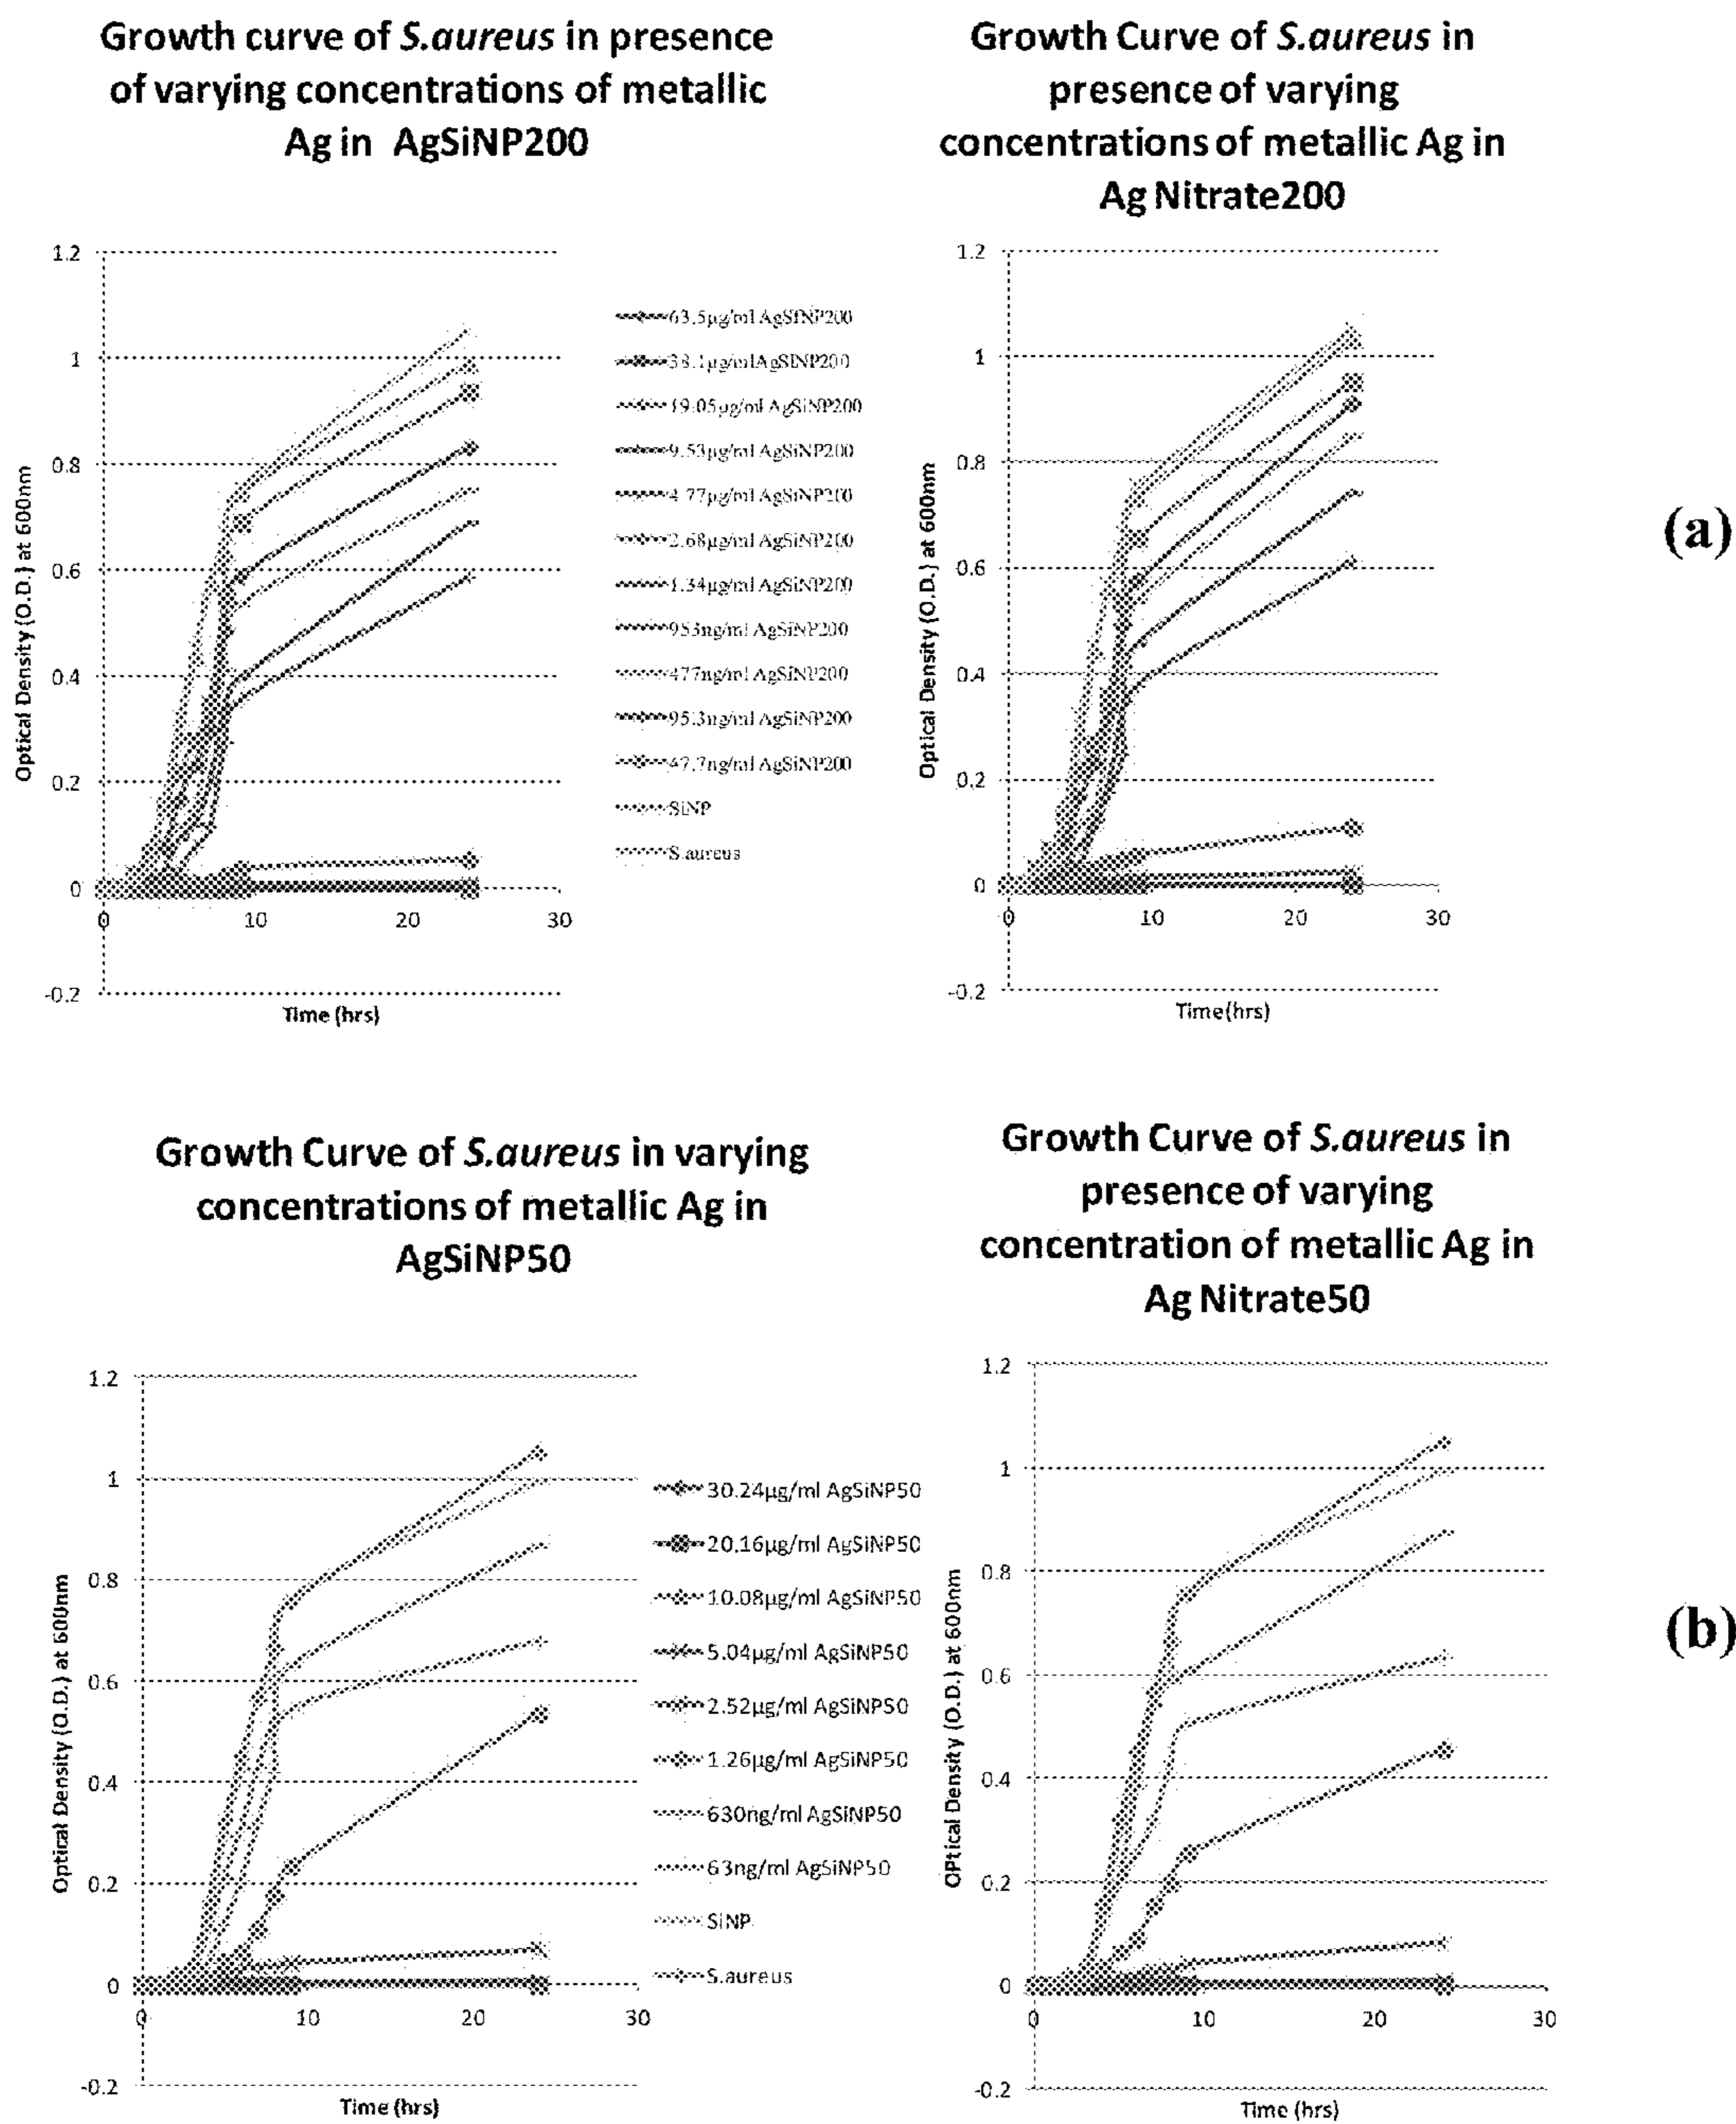 Growth curve of S.aureus in presence
of varying concentrations of metallic
Ag in AgSiNP200
Growth Curve of S.aureus in
presence of varying
concentrations of metallic Ag in
Ag Nitrate200
Optical Density (O.D.) at 600nm
1.2
1
0.8
0.6
0.4
0.2
0
-0.2
0
10
20
30
Time (hrs)
63.5µg/ml AgSiNP200
38.1µg/mlAgSiNP200
19.05µg/ml AgSiNP200
9.53µg/ml AgSiNP200
4.77µg/ml AgSiNP200
2.68µg/ml AgSiNP200
1.34µg/ml AgSiNP200
953ng/ml AgSiNP200
477ng/ml AgSiNP200
95.3ng/ml AgSiNP200
47.7ng/ml AgSiNP200
SiNP
S.aureus
Optical Density (O.D.) at 600nm
1.2
1
0.8
0.6
0.4
0.2
0
-0.2
0
10
20
30
Time(hrs)
(a)
Growth Curve of S.aureus in varying
concentrations of metallic Ag in
AgSiNP50
Growth Curve of S.aureus in
presence of varying
concentration of metallic Ag in
Ag Nitrate50
Optical Density (O.D.) at 600nm
1.2
1
0.8
0.6
0.4
0.2
0
-0.2
0
10
20
30
Time (hrs)
30.24µg/ml AgSiNP50
20.16µg/ml AgSiNP50
10.08µg/ml AgSiNP50
5.04µg/ml AgSiNP50
2.52µg/ml AgSiNP50
1.26µg/ml AgSiNP50
630ng/ml AgSiNP50
63ng/ml AgSiNP50
SiNP
S.aureus
OPtical Density (O.D.) at 600nm
1.2
1
0.8
0.6
0.4
0.2
0
-0.2
0
10
20
30
Time (hrs)
(b)